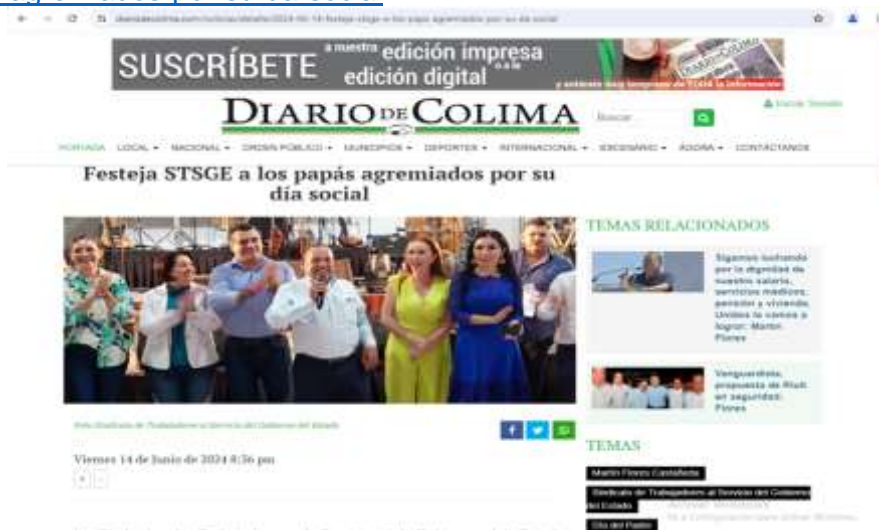 SUSCRÍBETE a nuestra edición impresa
o a la edición digital
DIARIO DE COLIMA
Buscar
Iniciar Sesión
PORTADA LOCAL NACIONAL ORDEN PÚBLICO MUNICIPIOS DEPORTES INTERNACIONAL ESCENARIO ÁGORA CONTÁCTANOS
Festeja STSGE a los papás agremiados por su
día social
Foto Sindicato de Trabajadores al Servicio del Gobierno del Estado
Viernes 14 de Junio de 2024 8:36 pm
+ -
TEMAS RELACIONADOS
Sigamos luchando
por la dignidad de
nuestro salario,
servicios médicos,
pensión y vivienda.
Unidos lo vamos a
lograr: Martín
Flores
Vanguardista,
propuesta de Riult
en seguridad:
Flores
TEMAS
Martín Flores Castañeda
Sindicato de Trabajadores al Servicio del Gobierno
del Estado
Día del Padre